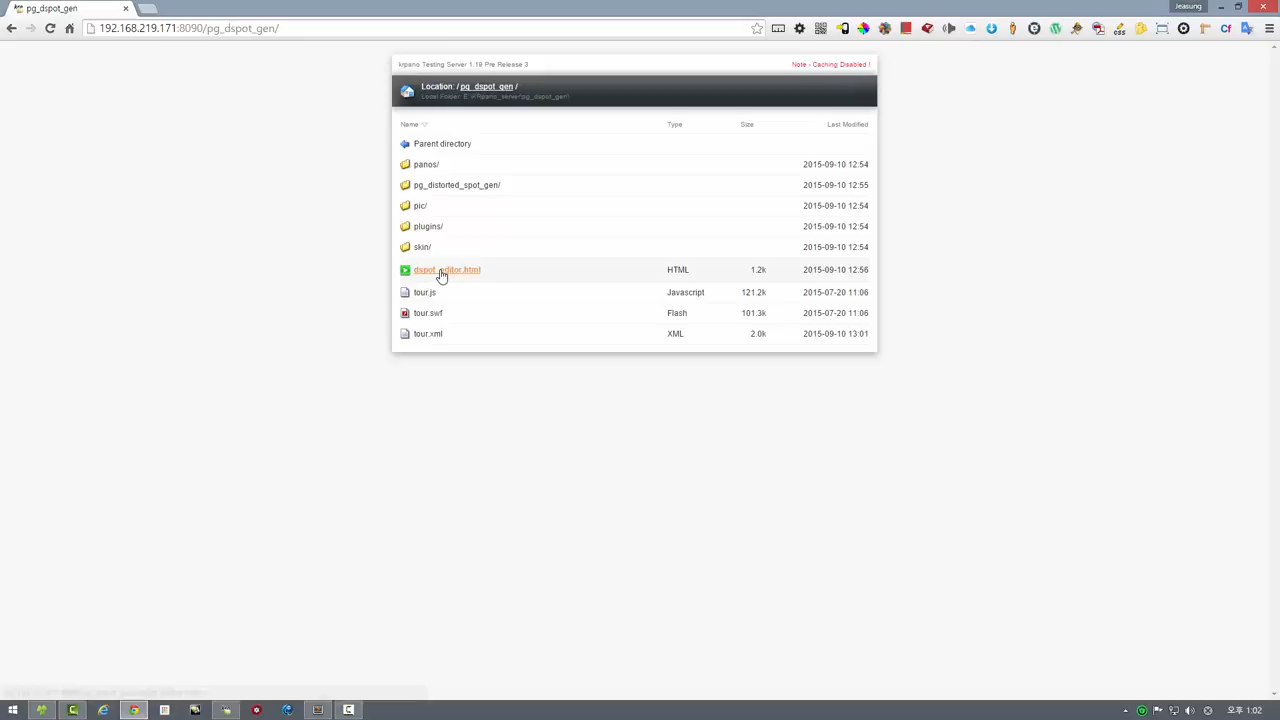 pg_dspot_gen
Jeasung
192.168.219.171:8090/pg_dspot_gen/
krpano Testing Server 1.19 Pre Release 3
Note - Caching Disabled !
Location: / pg_dspot_gen /
Name Type Size Last Modified
Parent directory
panos/ 2015-09-10 12:54
pg_distorted_spot_gen/ 2015-09-10 12:55
pic/ 2015-09-10 12:54
plugins/ 2015-09-10 12:54
skin/ 2015-09-10 12:54
dspot_editor.html HTML 1.2k 2015-09-10 12:56
tour.js Javascript 121.2k 2015-07-20 11:06
tour.swf Flash 101.3k 2015-07-20 11:06
tour.xml XML 2.0k 2015-09-10 13:01
오후 1:02